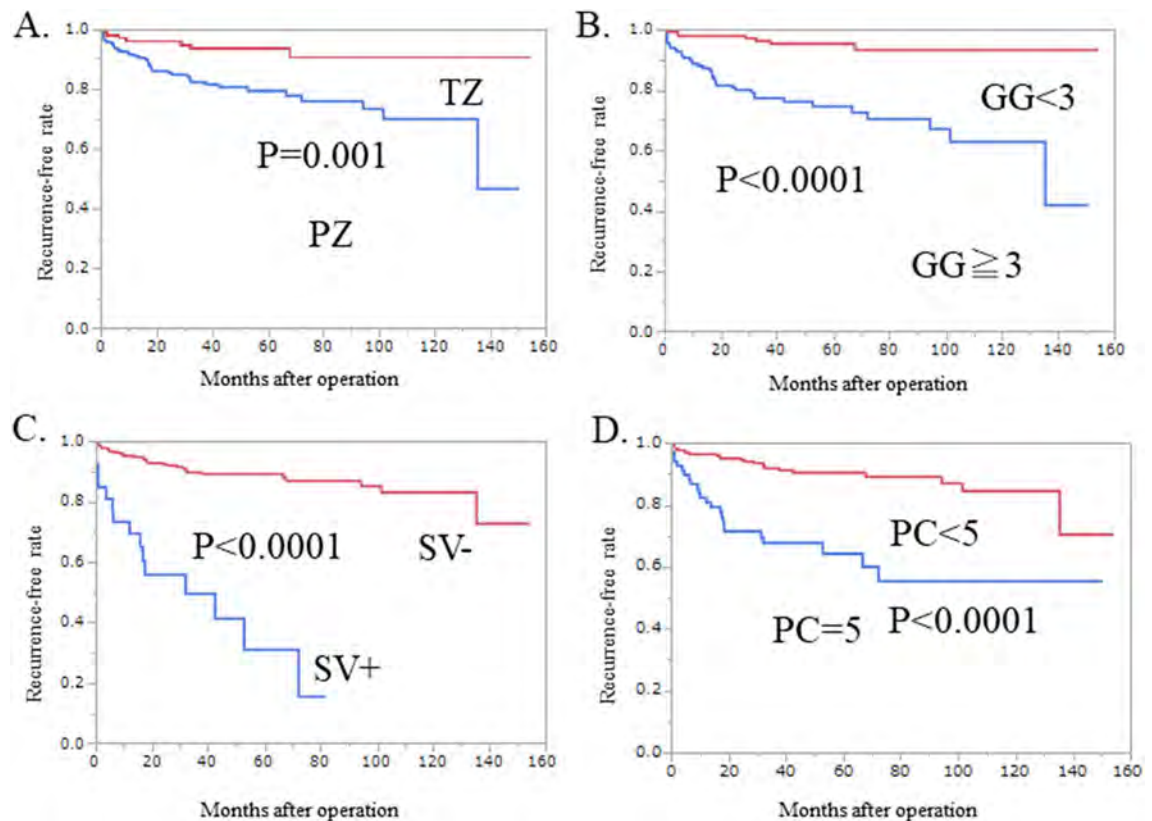 A.
1.0
0.8
0.6
0.4
0.2
0.0
Recurrence-free rate
TZ
P=0.001
PZ
0 20 40 60 80 100 120 140 160
Months after operation
B.
1.0
0.8
0.6
0.4
0.2
0.0
Recurrence-free rate
GG<3
P<0.0001
GG≧3
0 20 40 60 80 100 120 140 160
Months after operation
C.
1.0
0.8
0.6
0.4
0.2
0.0
Recurrence-free rate
P<0.0001
SV-
SV+
0 20 40 60 80 100 120 140 160
Months after operation
D.
1.0
0.8
0.6
0.4
0.2
0.0
Recurrence-free rate
PC<5
PC=5 P<0.0001
0 20 40 60 80 100 120 140 160
Months after operation